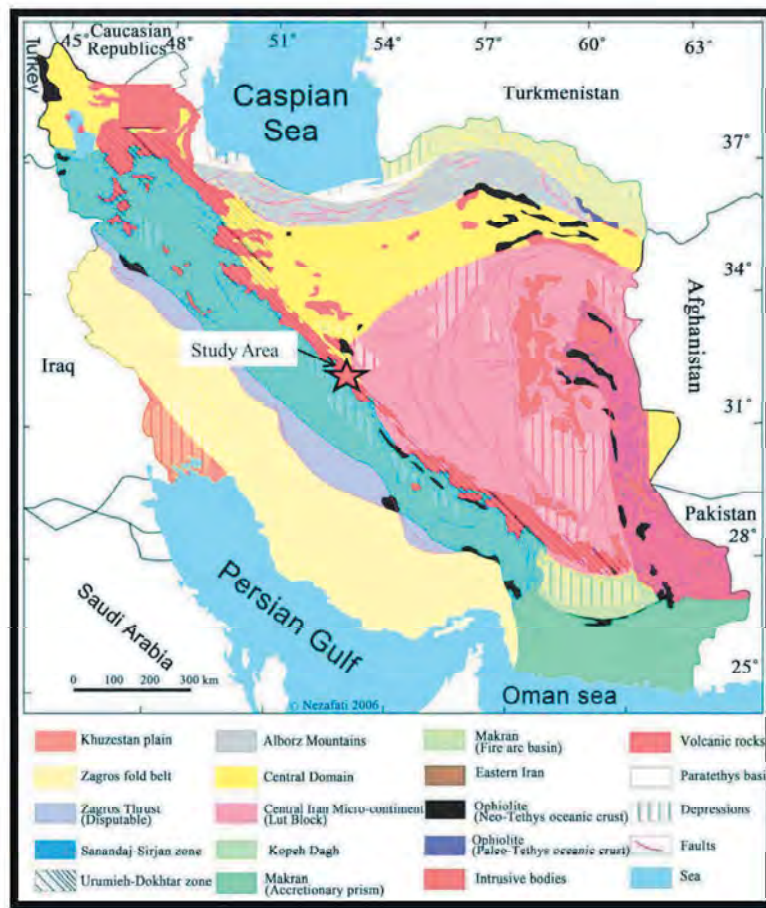 45° 48° 51° 54° 57° 60° 63°
Caucasian
Republics
Turkey
Caspian
Sea
Turkmenistan
37°
34°
Afghanistan
Study Area
Iraq
31°
Pakistan
28°
Persian Gulf
Saudi Arabia
0 100 200 300 km
25°
© Nezafati 2006
Oman sea
Khuzestan plain
Zagros fold belt
Zagros Thrust
(Disputable)
Sanandaj-Sirjan zone
Urumieh-Dokhtar zone
Alborz Mountains
Central Domain
Central Iran Micro-continent
(Lut Block)
Kopeh Dagh
Makran
(Accretionary prism)
Makran
(Fire arc basin)
Eastern Iran
Ophiolite
(Neo-Tethys oceanic crust)
Ophiolite
(Paleo-Tethys oceanic crust)
Intrusive bodies
Volcanic rocks
Paratethys basi
Depressions
Faults
Sea